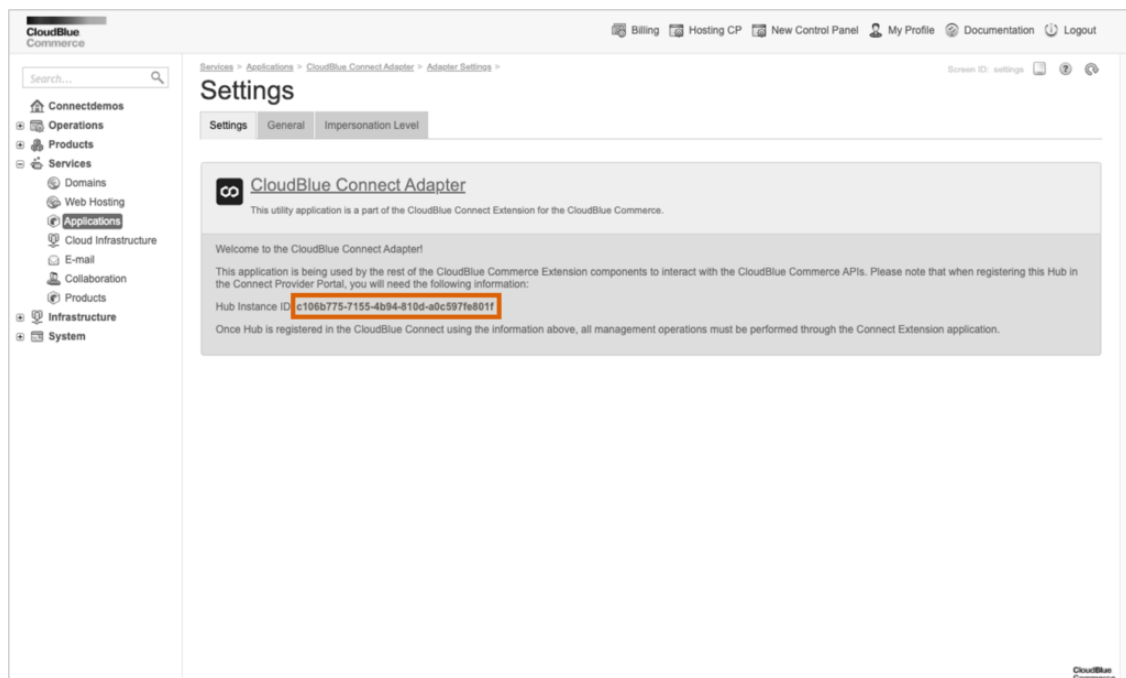 CloudBlue
Commerce
Billing Hosting CP New Control Panel My Profile Documentation Logout
Search...
Connectdemos
Operations
Products
Services
Domains
Web Hosting
Applications
Cloud Infrastructure
E-mail
Collaboration
Products
Infrastructure
System
Services > Applications > CloudBlue Connect Adapter > Adapter Settings >
Screen ID: settings
Settings
Settings General Impersonation Level
CloudBlue Connect Adapter
This utility application is a part of the CloudBlue Connect Extension for the CloudBlue Commerce.
Welcome to the CloudBlue Connect Adapter!
This application is being used by the rest of the CloudBlue Commerce Extension components to interact with the CloudBlue Commerce APIs. Please note that when registering this Hub in
the Connect Provider Portal, you will need the following information:
Hub Instance ID c106b775-7155-4b94-810d-a0c597fe801f
Once Hub is registered in the CloudBlue Connect using the information above, all management operations must be performed through the Connect Extension application.
CloudBlue
Commerce